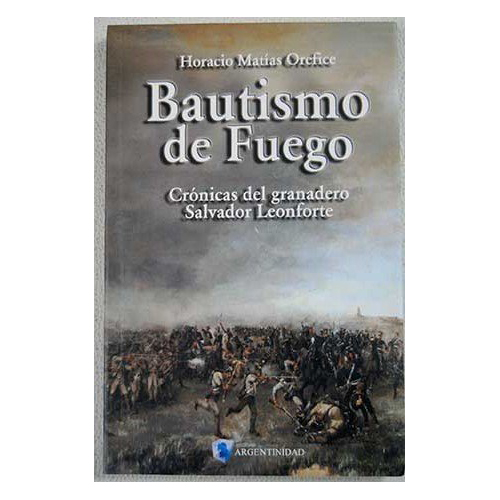 Horacio Matías Orefice
Bautismo
de Fuego
Crónicas del granadero
Salvador Leonforte
ARGENTINIDAD